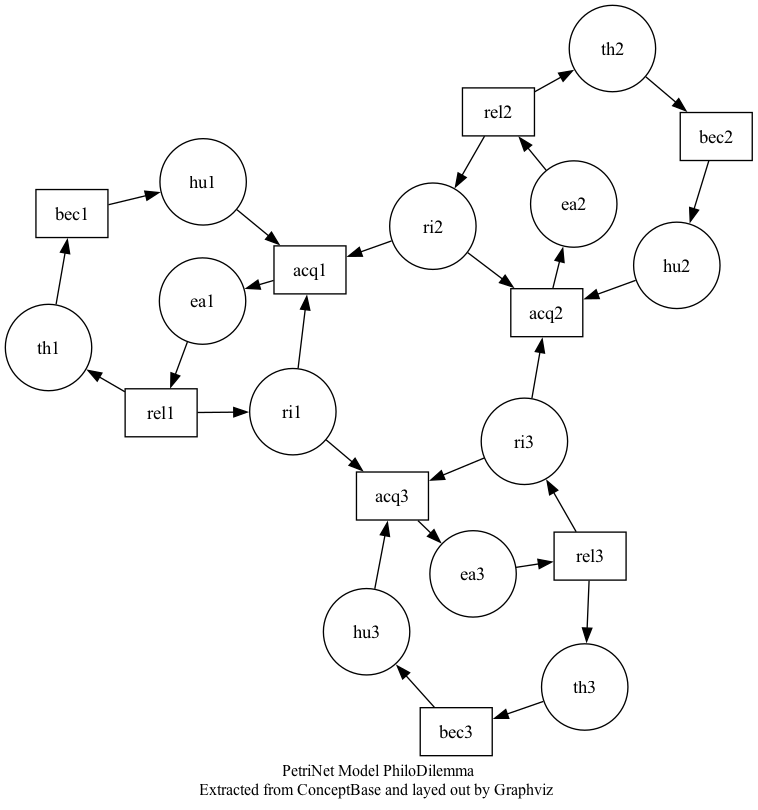 th2
rel2
bec2
hu1
bec1
ea2
ri2
hu2
acq1
ea1
acq2
th1
rel1
ri1
ri3
acq3
rel3
ea3
hu3
th3
bec3
PetriNet Model PhiloDilemma
Extracted from ConceptBase and layed out by Graphviz